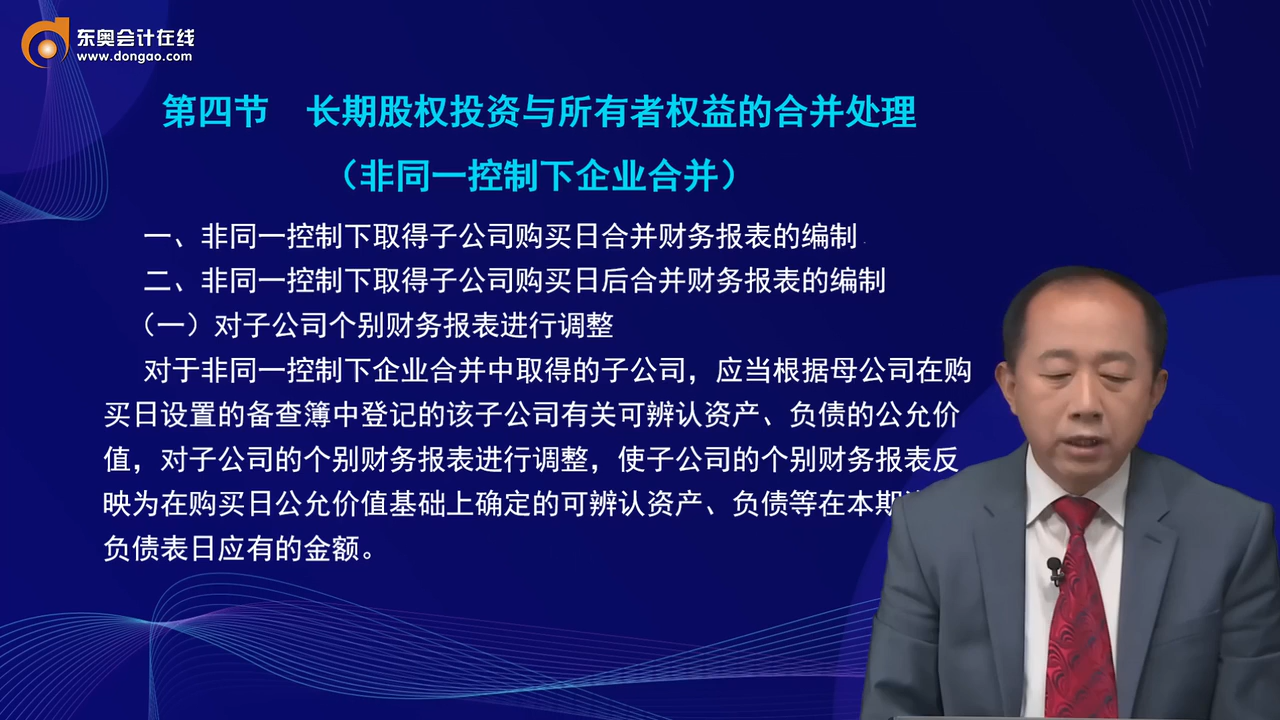 东奥会计在线
www.dongao.com
第四节 长期股权投资与所有者权益的合并处理
（非同一控制下企业合并）
一、非同一控制下取得子公司购买日合并财务报表的编制
二、非同一控制下取得子公司购买日后合并财务报表的编制
（一）对子公司个别财务报表进行调整
对于非同一控制下企业合并中取得的子公司，应当根据母公司在购
买日设置的备查簿中登记的该子公司有关可辨认资产、负债的公允价
值，对子公司的个别财务报表进行调整，使子公司的个别财务报表反
映为在购买日公允价值基础上确定的可辨认资产、负债等在本期
负债表日应有的金额。